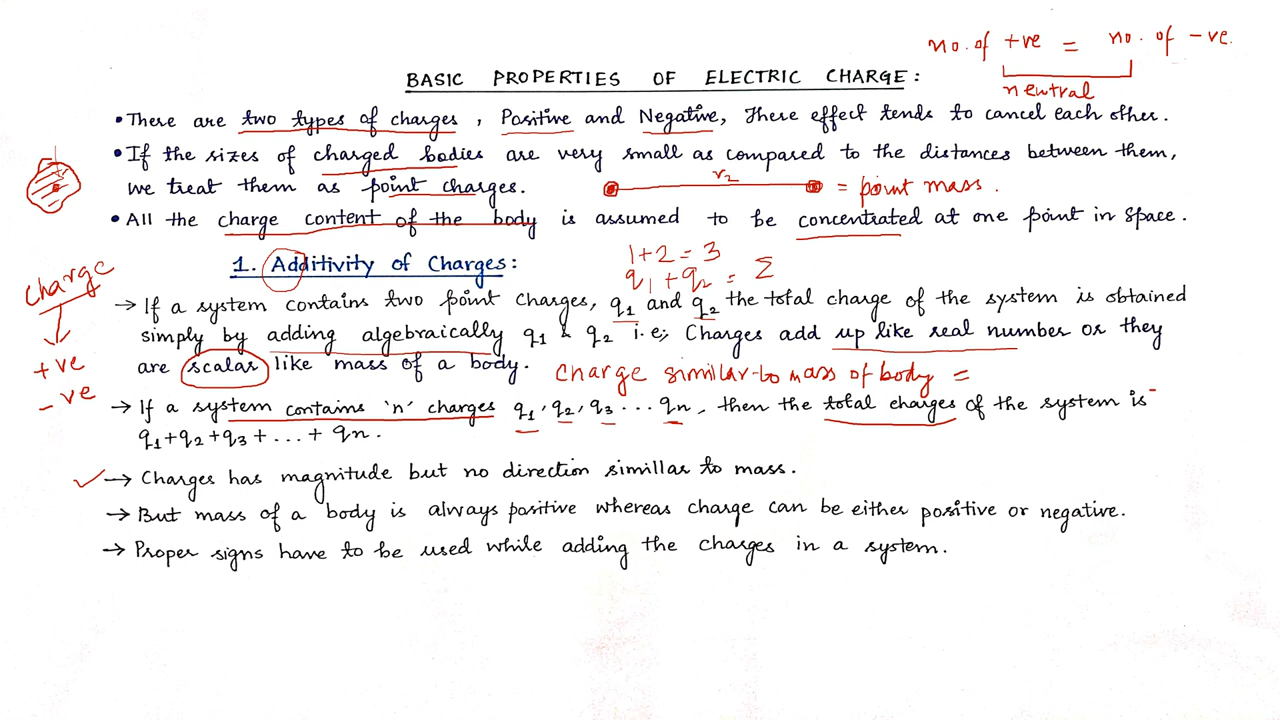 no. of +ve = no. of -ve.
neutral
BASIC PROPERTIES OF ELECTRIC CHARGE:
• There are two types of charges, Positive and Negative, There effect tends to cancel each other.
• If the sizes of charged bodies are very small as compared to the distances between them,
we treat them as point charges.
r2
= point mass.
• All the charge content of the body is assumed to be concentrated at one point in space.
1. Additivity of Charges:
1+2=3
q1+q2 = Σ
charge
+ve
-ve
→ If a system contains two point charges, q1 and q2 the total charge of the system is obtained
simply by adding algebraically q1 & q2 i.e; Charges add up like real number or they
are scalar like mass of a body.
Charge similar to mass of body =
→ If a system contains 'n' charges q1, q2, q3 ... qn, then the total charges of the system is
q1+q2+q3+...+qn.
→ Charges has magnitude but no direction simillar to mass.
→ But mass of a body is always positive whereas charge can be either positive or negative.
→ Proper signs have to be used while adding the charges in a system.